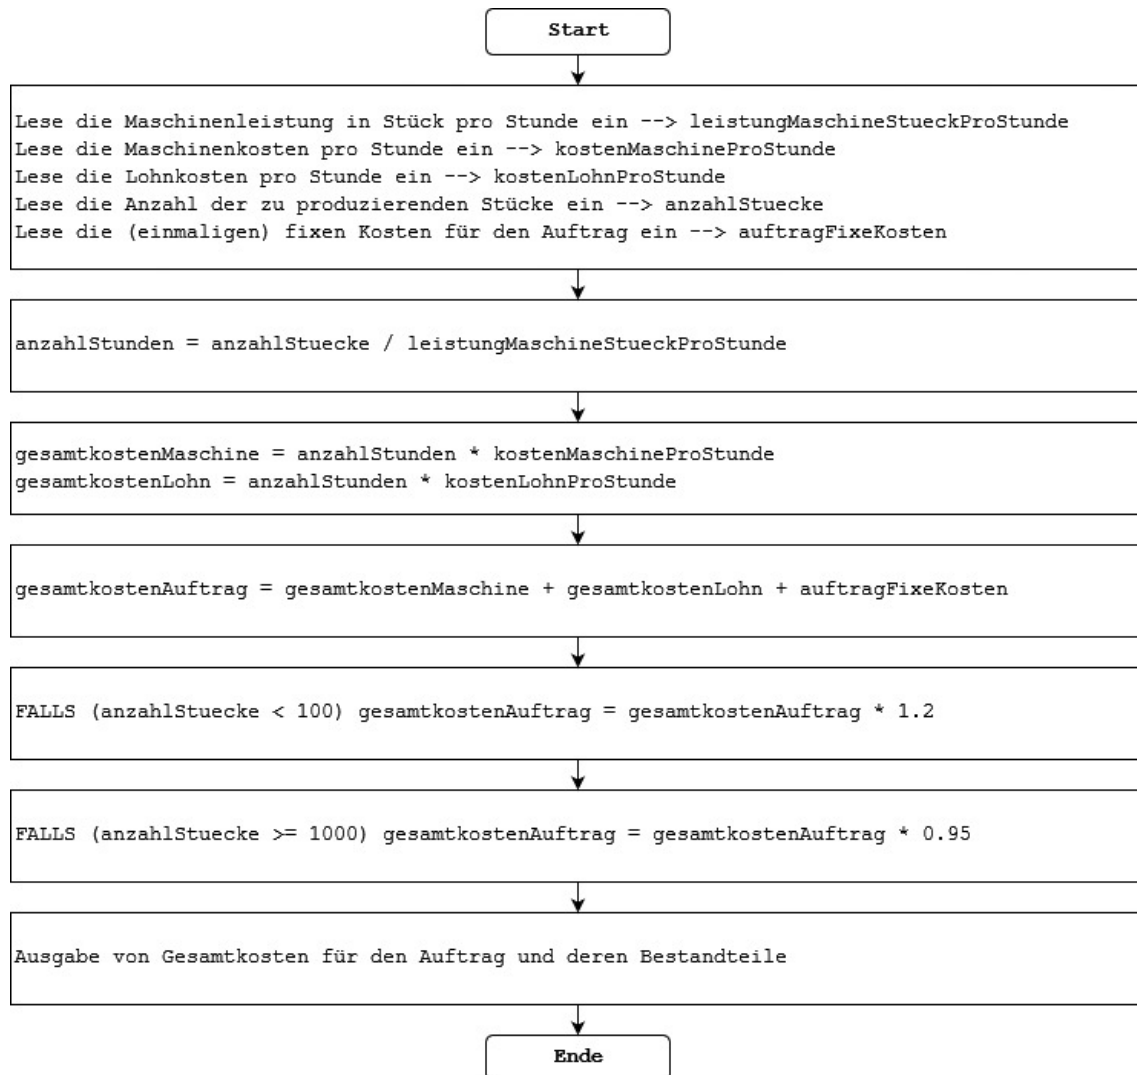 Start
Lese die Maschinenleistung in Stück pro Stunde ein --> leistungMaschineStueckProStunde
Lese die Maschinenkosten pro Stunde ein --> kostenMaschineProStunde
Lese die Lohnkosten pro Stunde ein --> kostenLohnProStunde
Lese die Anzahl der zu produzierenden Stücke ein --> anzahlStuecke
Lese die (einmaligen) fixen Kosten für den Auftrag ein --> auftragFixeKosten
anzahlStunden = anzahlStuecke / leistungMaschineStueckProStunde
gesamtkostenMaschine = anzahlStunden * kostenMaschineProStunde
gesamtkostenLohn = anzahlStunden * kostenLohnProStunde
gesamtkostenAuftrag = gesamtkostenMaschine + gesamtkostenLohn + auftragFixeKosten
FALLS (anzahlStuecke < 100) gesamtkostenAuftrag = gesamtkostenAuftrag * 1.2
FALLS (anzahlStuecke >= 1000) gesamtkostenAuftrag = gesamtkostenAuftrag * 0.95
Ausgabe von Gesamtkosten für den Auftrag und deren Bestandteile
Ende